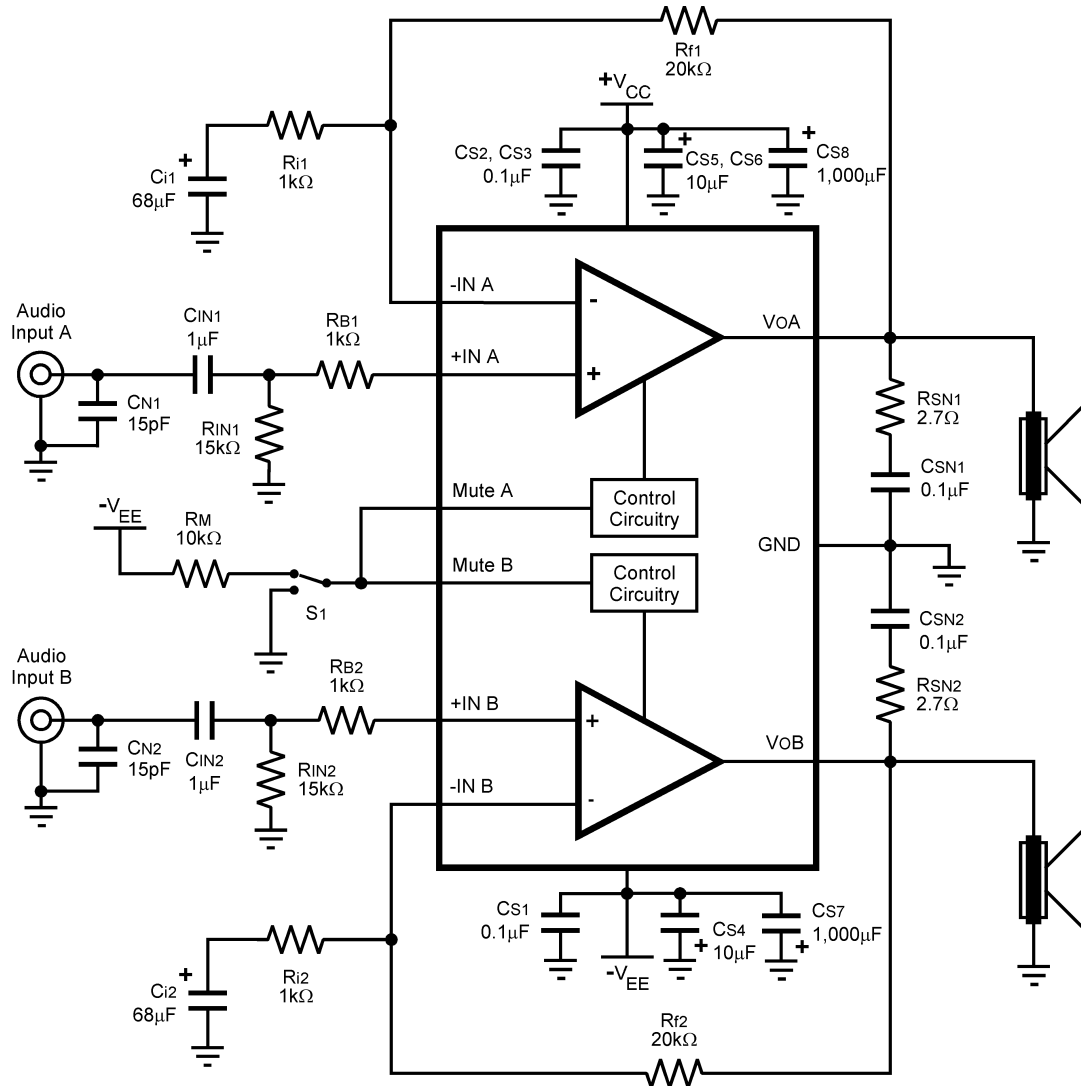 Rf1
20kΩ
+VCC
Ri1
1kΩ
Ci1
68µF
+
CS2, CS3
0.1µF
+
CS5, CS6
10µF
+
CS8
1,000µF
Audio
Input A
CIN1
1µF
RB1
1kΩ
CN1
15pF
RIN1
15kΩ
-IN A
-
+IN A
+
VOA
RSN1
2.7Ω
CSN1
0.1µF
Mute A
Control
Circuitry
-VEE
RM
10kΩ
S1
Mute B
Control
Circuitry
GND
CSN2
0.1µF
RSN2
2.7Ω
Audio
Input B
CN2
15pF
CIN2
1µF
RB2
1kΩ
RIN2
15kΩ
+IN B
+
-IN B
-
VOB
CS1
0.1µF
CS4
10µF
+
CS7
1,000µF
+
-VEE
Ri2
1kΩ
+
Ci2
68µF
Rf2
20kΩ